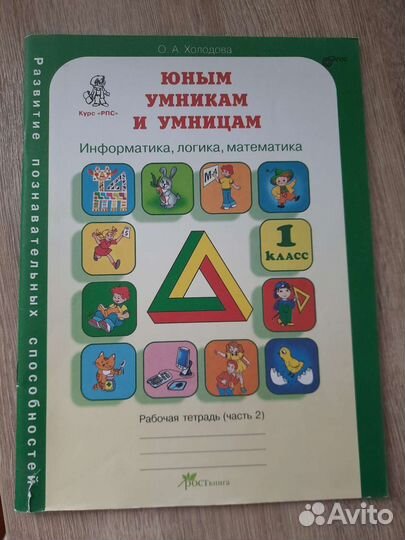 О. А. Холодова
ФГОС
Курс «РПС»
ЮНЫМ
УМНИКАМ
И УМНИЦАМ
Информатика, логика, математика
Развитие познавательных способностей
1
КЛАСС
Рабочая тетрадь (часть 2)
РОСТкнига
Avito